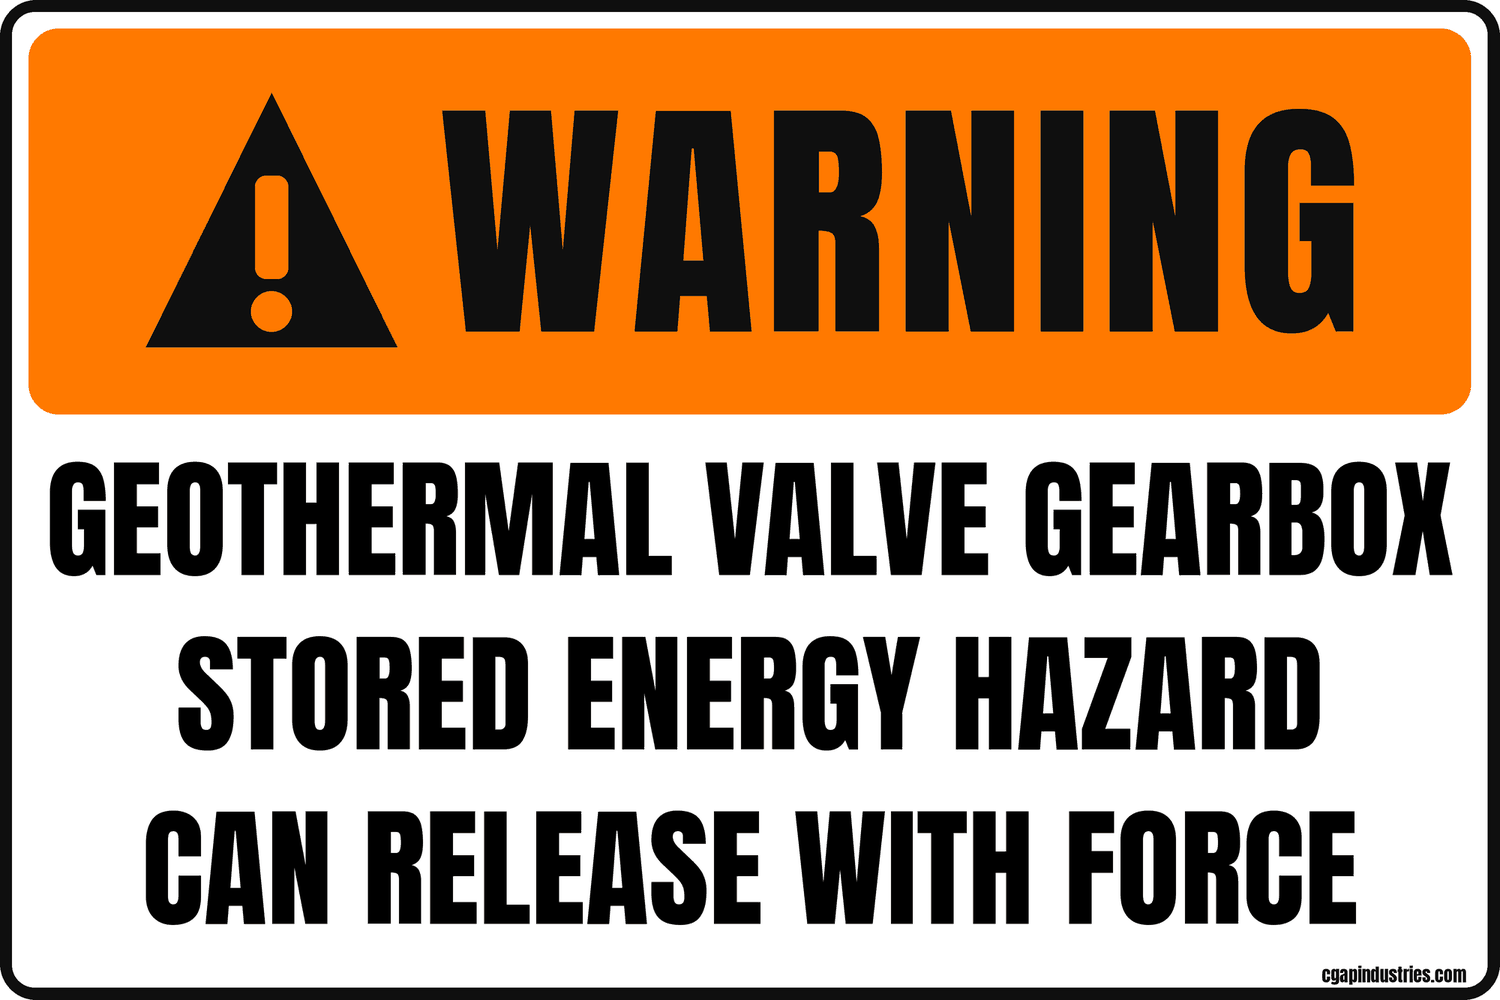 WARNING
GEOTHERMAL VALVE GEARBOX
STORED ENERGY HAZARD
CAN RELEASE WITH FORCE
cgapindustries.com